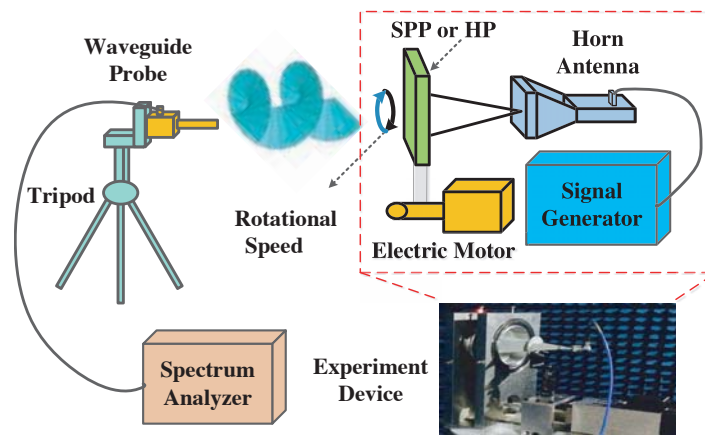 SPP or HP
Waveguide
Probe
Horn
Antenna
Tripod
Rotational
Speed
Signal
Generator
Electric Motor
Spectrum
Analyzer
Experiment
Device